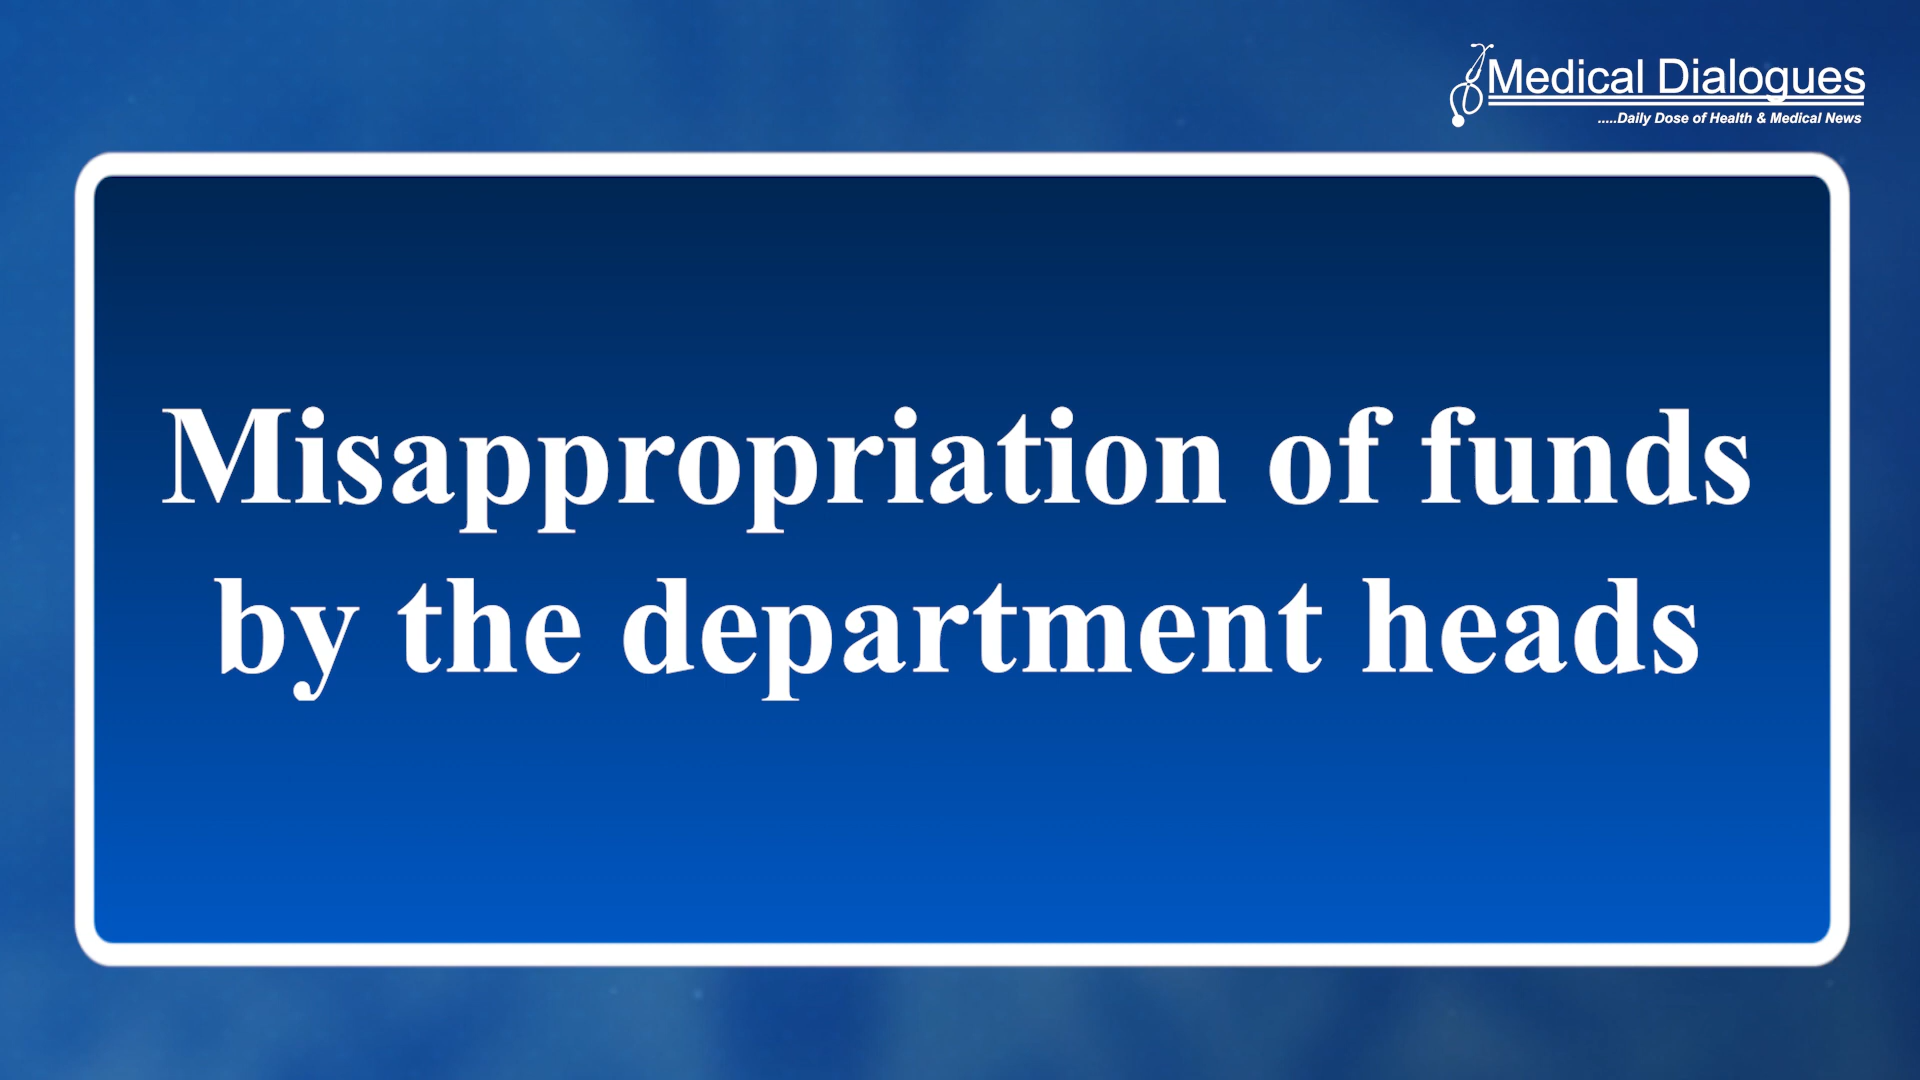 Medical Dialogues
.....Daily Dose of Health & Medical News
Misappropriation of funds
by the department heads